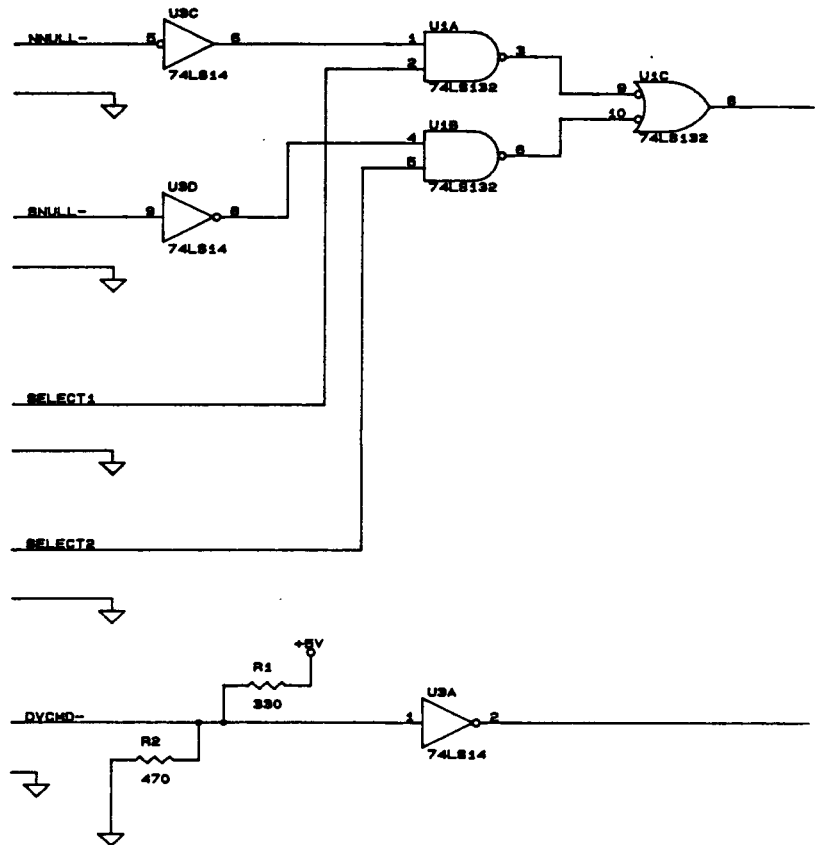 U3C
NNULL- 5 6
74LS14
U1A
1
2
3
74LS132
U1C
9
10
8
74LS132
U1B
4
5
6
74LS132
U3D
SNULL- 9 8
74LS14
SELECT1
SELECT2
+5V
R1
330
DVCMD-
U3A
1 2
74LS14
R2
470